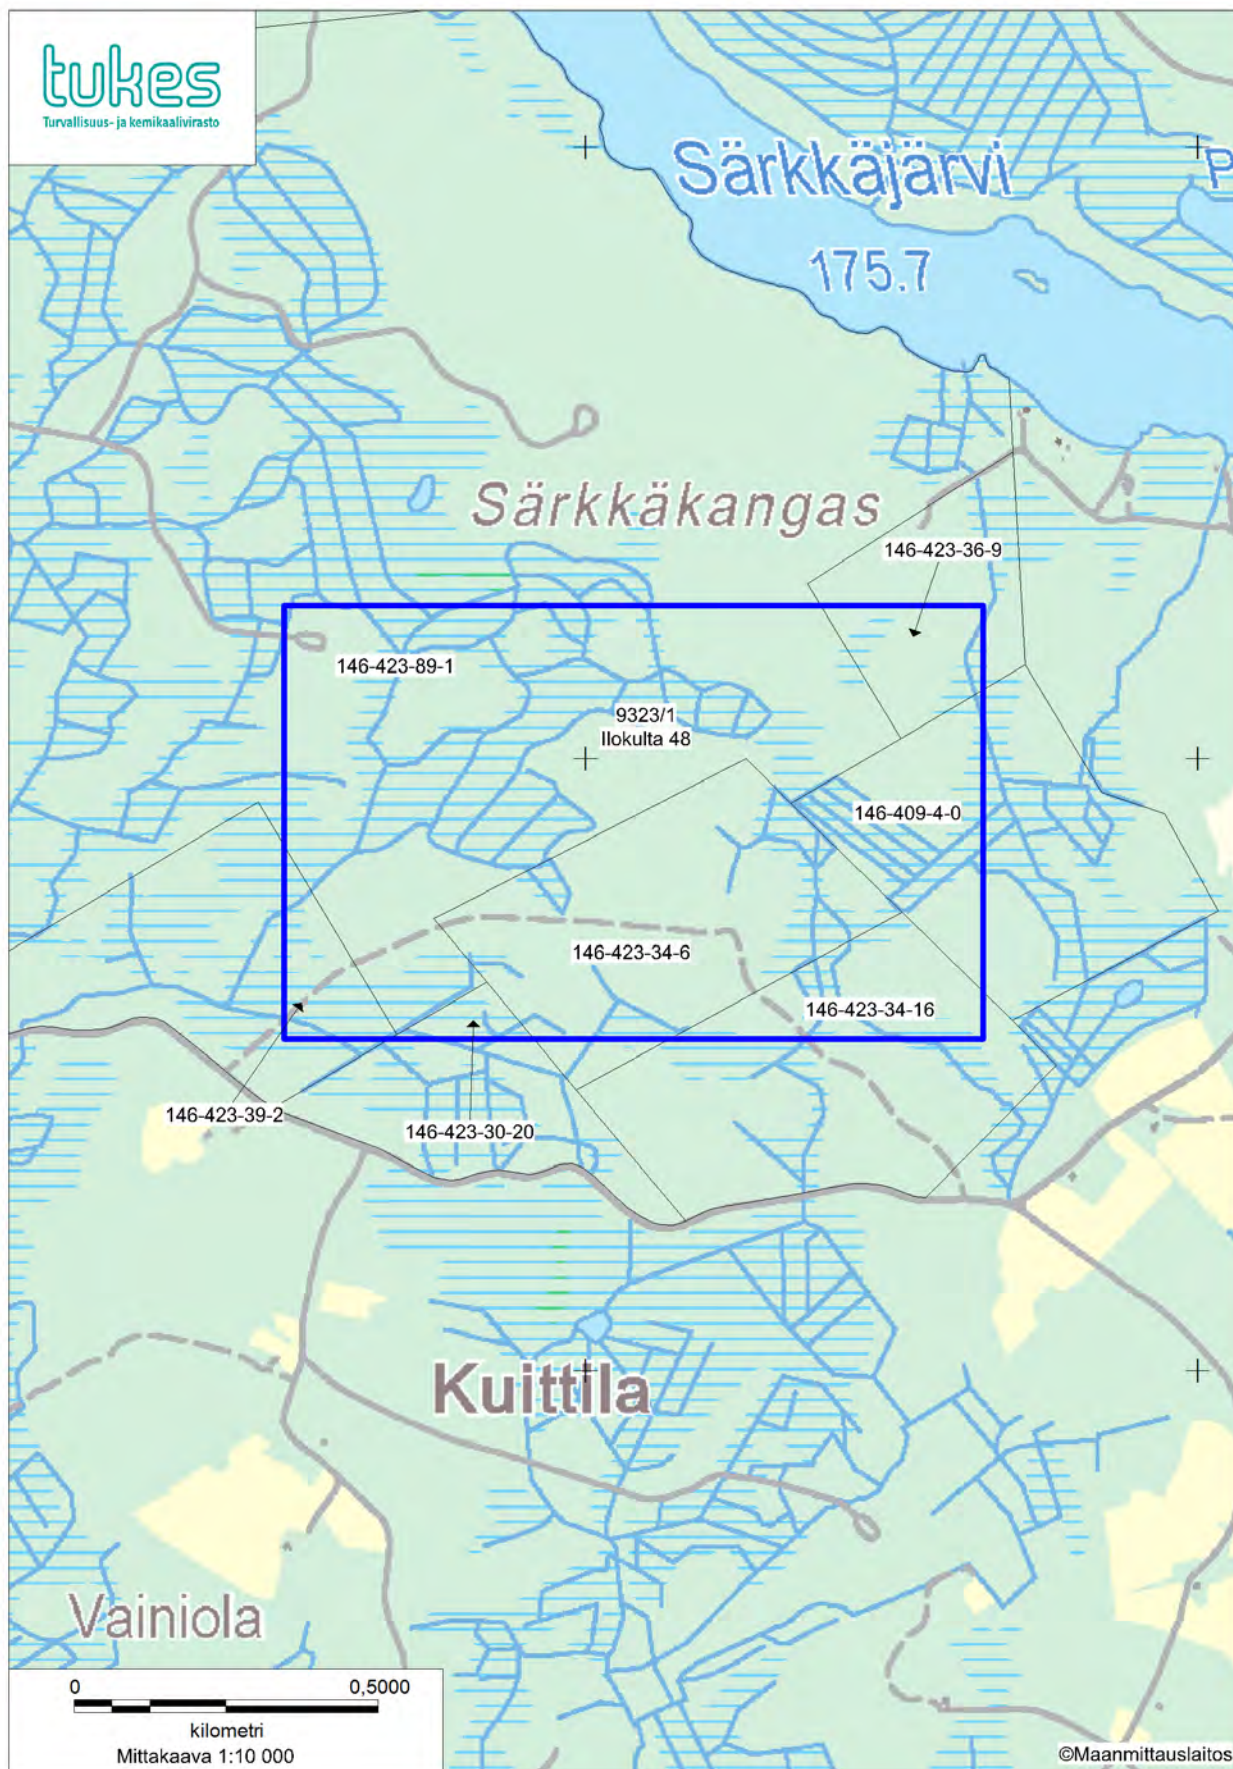 tukes
Turvallisuus- ja kemikaalivirasto
Särkkäjärvi
P
175.7
Särkkäkangas
146-423-36-9
146-423-89-1
9323/1
Ilokulta 48
146-409-4-0
146-423-34-6
146-423-34-16
146-423-39-2
146-423-30-20
Kuittila
Vainiola
0 0,5000
kilometri
Mittakaava 1:10 000
©Maanmittauslaitos